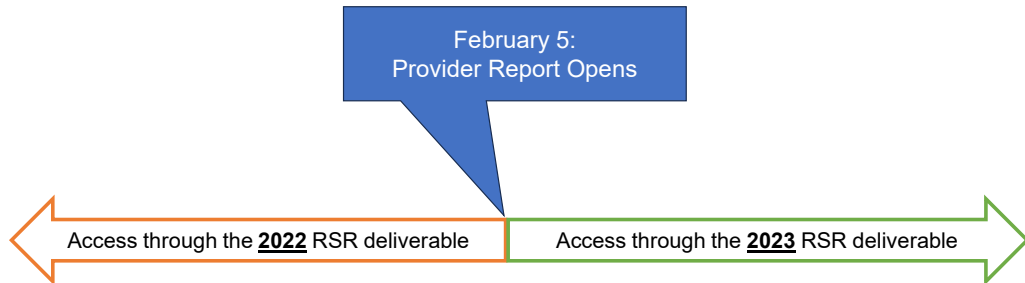 February 5:
Provider Report Opens
Access through the 2022 RSR deliverable
Access through the 2023 RSR deliverable